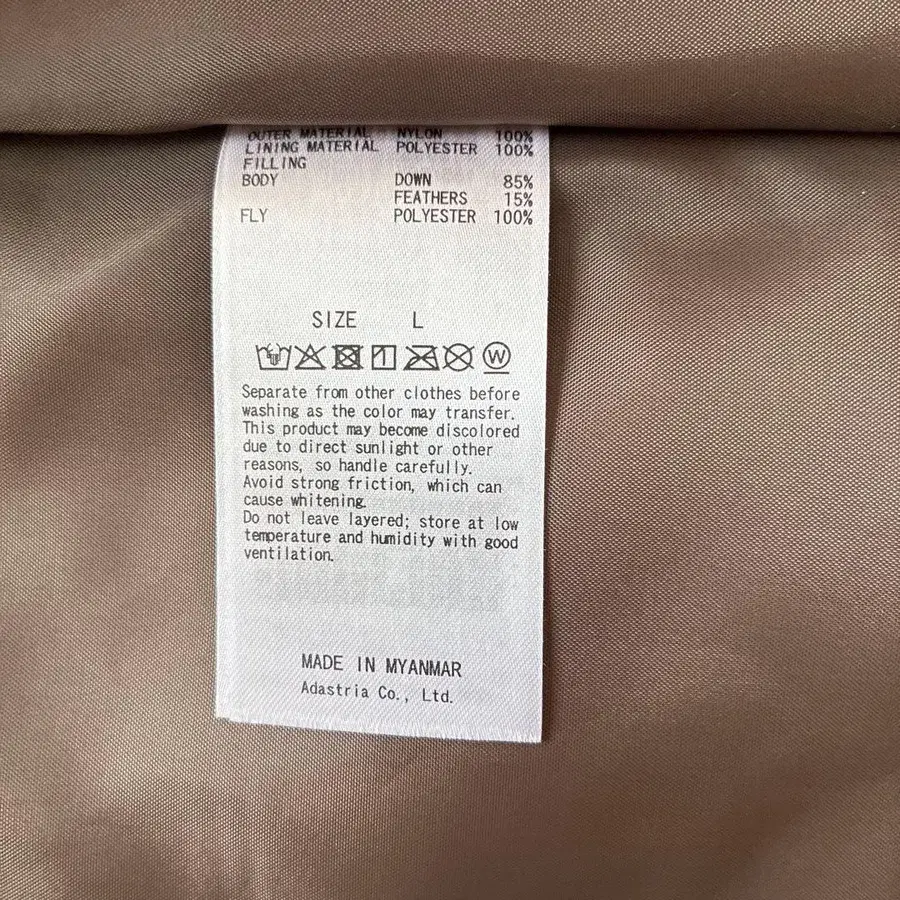 OUTER MATERIAL NYLON 100%
LINING MATERIAL POLYESTER 100%
FILLING
BODY DOWN 85%
FEATHERS 15%
FLY POLYESTER 100%
SIZE L
W
Separate from other clothes before
washing as the color may transfer.
This product may become discolored
due to direct sunlight or other
reasons, so handle carefully.
Avoid strong friction, which can
cause whitening.
Do not leave layered; store at low
temperature and humidity with good
ventilation.
MADE IN MYANMAR
Adastria Co., Ltd.